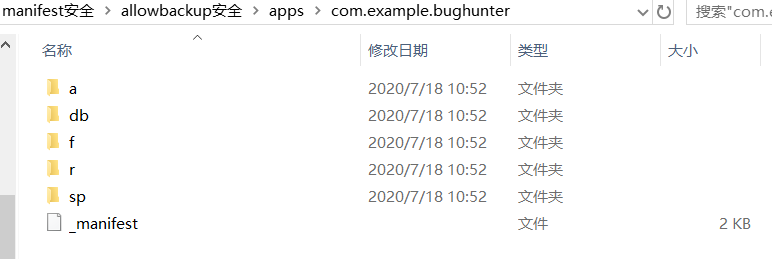 manifest安全 > allowbackup安全 > apps > com.example.bughunter
搜索"com.e
名称 修改日期 类型 大小
a 2020/7/18 10:52 文件夹
db 2020/7/18 10:52 文件夹
f 2020/7/18 10:52 文件夹
r 2020/7/18 10:52 文件夹
sp 2020/7/18 10:52 文件夹
_manifest 文件 2 KB